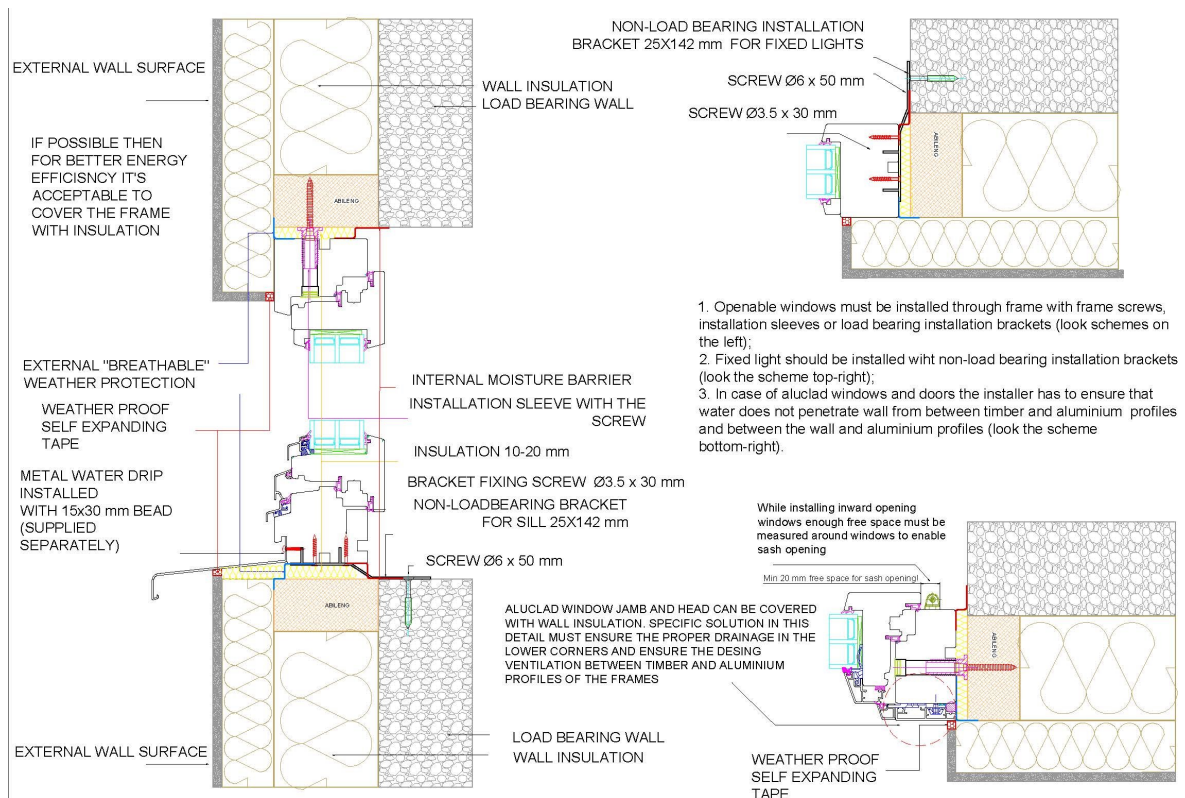 EXTERNAL WALL SURFACE
WALL INSULATION
LOAD BEARING WALL
IF POSSIBLE THEN
FOR BETTER ENERGY
EFFICISNCY IT'S
ACCEPTABLE TO
COVER THE FRAME
WITH INSULATION
ABILENG
EXTERNAL "BREATHABLE"
WEATHER PROTECTION
WEATHER PROOF
SELF EXPANDING
TAPE
METAL WATER DRIP
INSTALLED
WITH 15x30 mm BEAD
(SUPPLIED
SEPARATELY)
INTERNAL MOISTURE BARRIER
INSTALLATION SLEEVE WITH THE
SCREW
INSULATION 10-20 mm
BRACKET FIXING SCREW Ø3.5 x 30 mm
NON-LOADBEARING BRACKET
FOR SILL 25X142 mm
SCREW Ø6 x 50 mm
ABILENG
EXTERNAL WALL SURFACE
LOAD BEARING WALL
WALL INSULATION
NON-LOAD BEARING INSTALLATION
BRACKET 25X142 mm FOR FIXED LIGHTS
SCREW Ø6 x 50 mm
SCREW Ø3.5 x 30 mm
ABILENG
1. Openable windows must be installed through frame with frame screws,
installation sleeves or load bearing installation brackets (look schemes on
the left);
2. Fixed light should be installed wiht non-load bearing installation brackets
(look the scheme top-right);
3. In case of aluclad windows and doors the installer has to ensure that
water does not penetrate wall from between timber and aluminium profiles
and between the wall and aluminium profiles (look the scheme
bottom-right).
While installing inward opening
windows enough free space must be
measured around windows to enable
sash opening
Min 20 mm free space for sash opening!
ALUCLAD WINDOW JAMB AND HEAD CAN BE COVERED
WITH WALL INSULATION. SPECIFIC SOLUTION IN THIS
DETAIL MUST ENSURE THE PROPER DRAINAGE IN THE
LOWER CORNERS AND ENSURE THE DESING
VENTILATION BETWEEN TIMBER AND ALUMINIUM
PROFILES OF THE FRAMES
ABILENG
WEATHER PROOF
SELF EXPANDING
TAPE